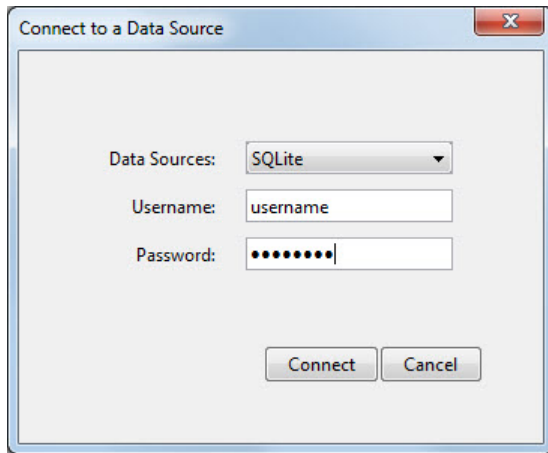 Connect to a Data Source
Data Sources: SQLite
Username: username
Password: ••••••••
Connect Cancel